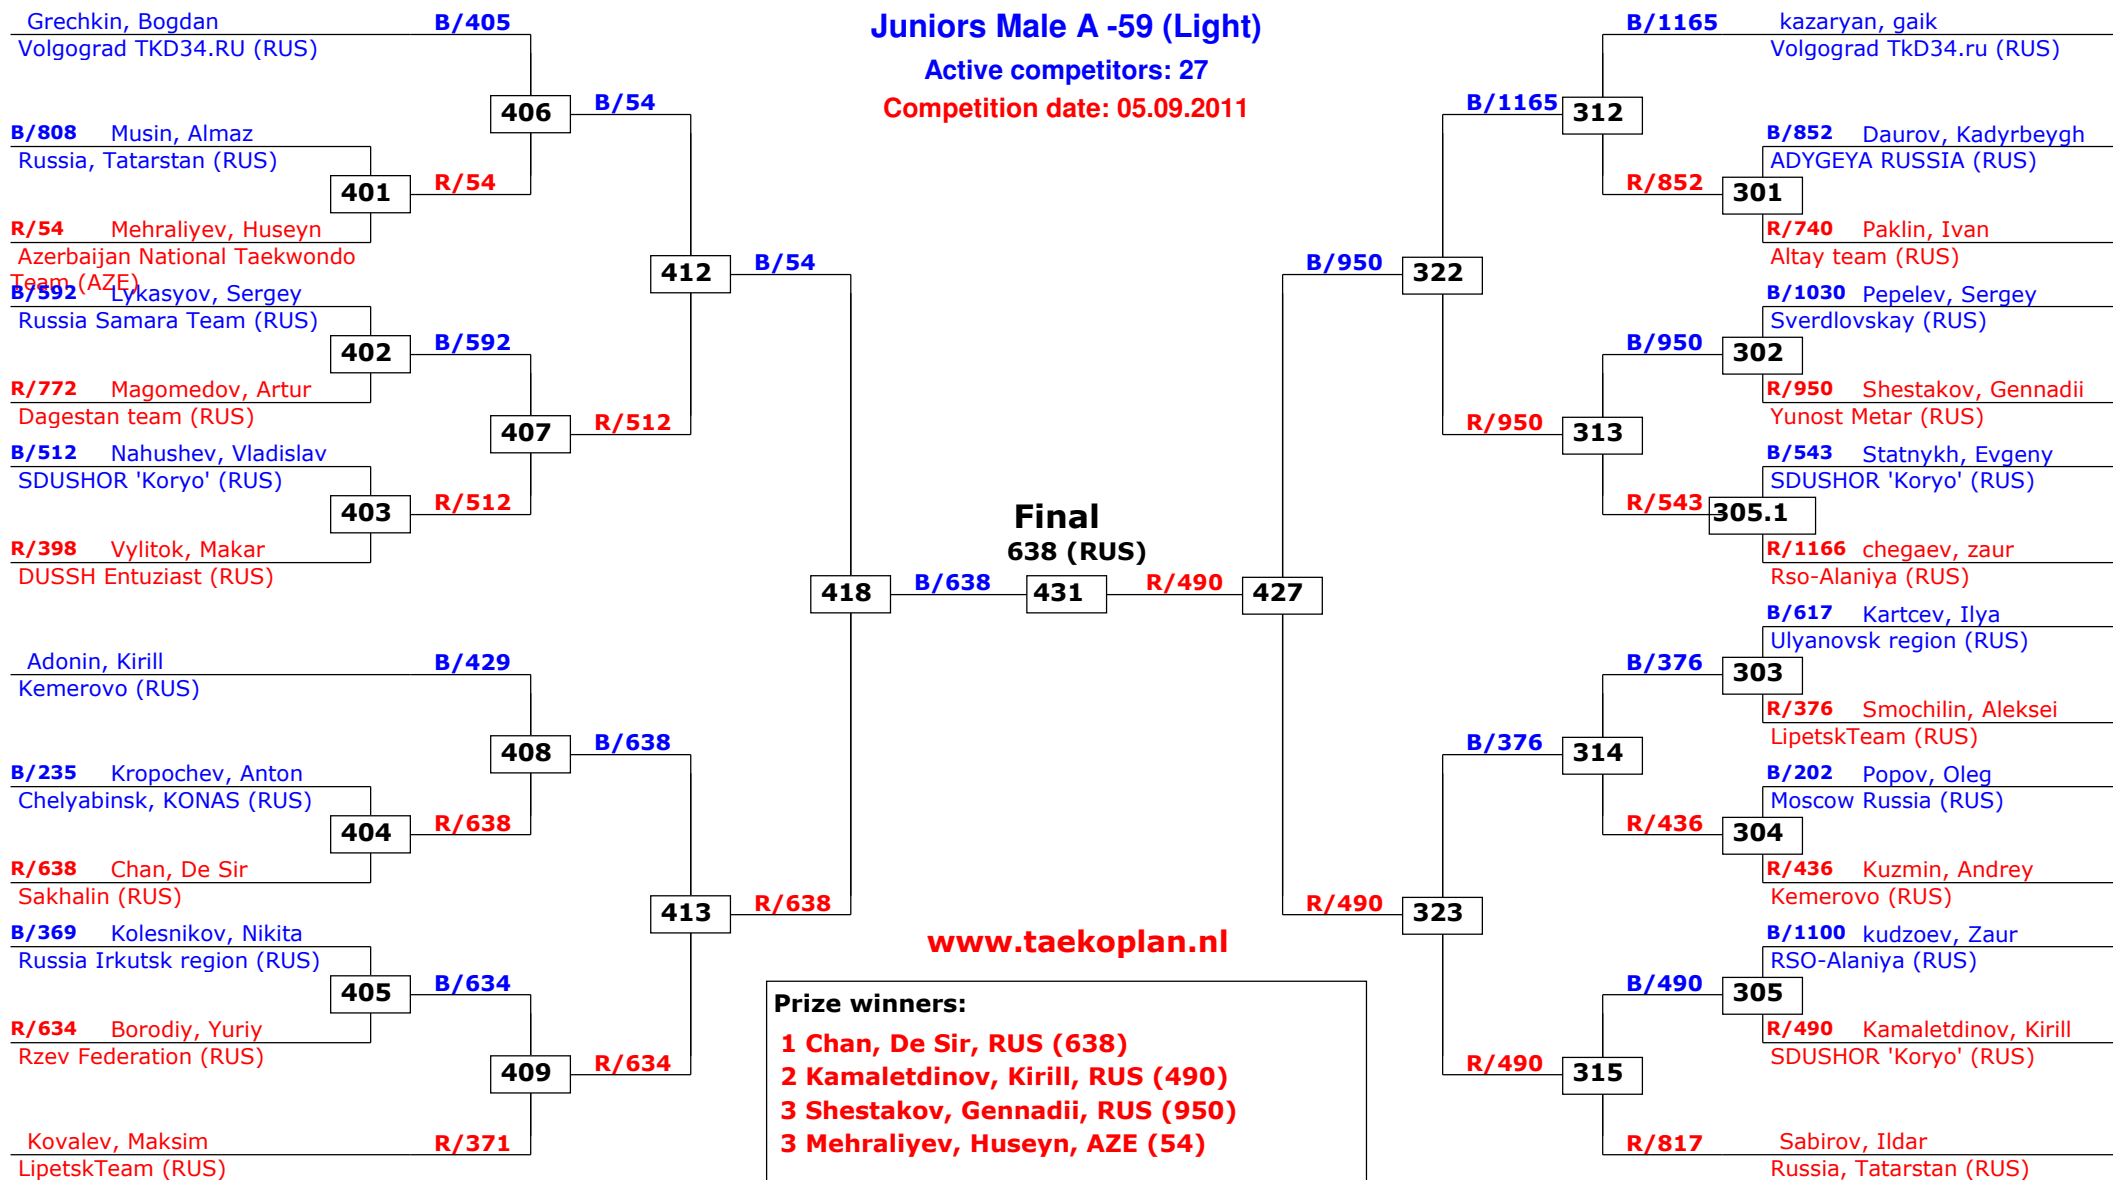 Juniors Male A -59 (Light)
Active competitors: 27
Competition date: 05.09.2011
Grechkin, Bogdan
B/405
Volgograd TKD34.RU (RUS)
406
B/54
B/808 Musin, Almaz
Russia, Tatarstan (RUS)
401
R/54
R/54 Mehraliyev, Huseyn
Azerbaijan National Taekwondo
Team (AZE)
412
B/54
B/592 Lykasyov, Sergey
Russia Samara Team (RUS)
402
B/592
R/772 Magomedov, Artur
Dagestan team (RUS)
407
R/512
B/512 Nahushev, Vladislav
SDUSHOR 'Koryo' (RUS)
403
R/512
R/398 Vylitok, Makar
DUSSH Entuziast (RUS)
418
B/638
Adonin, Kirill
B/429
Kemerovo (RUS)
408
B/638
B/235 Kropochev, Anton
Chelyabinsk, KONAS (RUS)
404
R/638
R/638 Chan, De Sir
Sakhalin (RUS)
413
R/638
B/369 Kolesnikov, Nikita
Russia Irkutsk region (RUS)
405
B/634
R/634 Borodiy, Yuriy
Rzev Federation (RUS)
409
R/634
Kovalev, Maksim
R/371
LipetskTeam (RUS)
Final
638 (RUS)
431
R/490
427
B/1165 kazaryan, gaik
Volgograd TkD34.ru (RUS)
B/1165
312
B/852 Daurov, Kadyrbeygh
ADYGEYA RUSSIA (RUS)
R/852
301
R/740 Paklin, Ivan
Altay team (RUS)
B/950
322
B/1030 Pepelev, Sergey
Sverdlovskay (RUS)
B/950
302
R/950 Shestakov, Gennadii
Yunost Metar (RUS)
R/950
313
B/543 Statnykh, Evgeny
SDUSHOR 'Koryo' (RUS)
R/543
305.1
R/1166 chegaev, zaur
Rso-Alaniya (RUS)
B/617 Kartcev, Ilya
Ulyanovsk region (RUS)
B/376
303
R/376 Smochilin, Aleksei
LipetskTeam (RUS)
B/376
314
B/202 Popov, Oleg
Moscow Russia (RUS)
R/436
304
R/436 Kuzmin, Andrey
Kemerovo (RUS)
R/490
323
B/1100 kudzoev, Zaur
RSO-Alaniya (RUS)
B/490
305
R/490 Kamaletdinov, Kirill
SDUSHOR 'Koryo' (RUS)
R/490
315
R/817 Sabirov, Ildar
Russia, Tatarstan (RUS)
www.taekoplan.nl
Prize winners:
1 Chan, De Sir, RUS (638)
2 Kamaletdinov, Kirill, RUS (490)
3 Shestakov, Gennadii, RUS (950)
3 Mehraliyev, Huseyn, AZE (54)